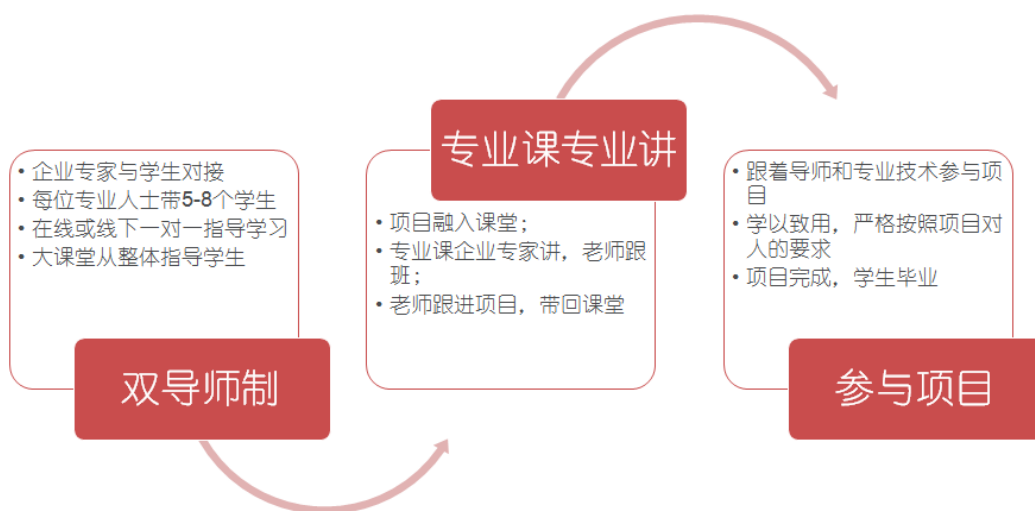 • 企业专家与学生对接
• 每位专业人士带5-8个学生
• 在线或线下一对一指导学习
• 大课堂从整体指导学生
双导师制
专业课专业讲
• 项目融入课堂；
• 专业课企业专家讲，老师跟
班；
• 老师跟进项目，带回课堂
• 跟着导师和专业技术参与项
目
• 学以致用，严格按照项目对
人的要求
• 项目完成，学生毕业
参与项目